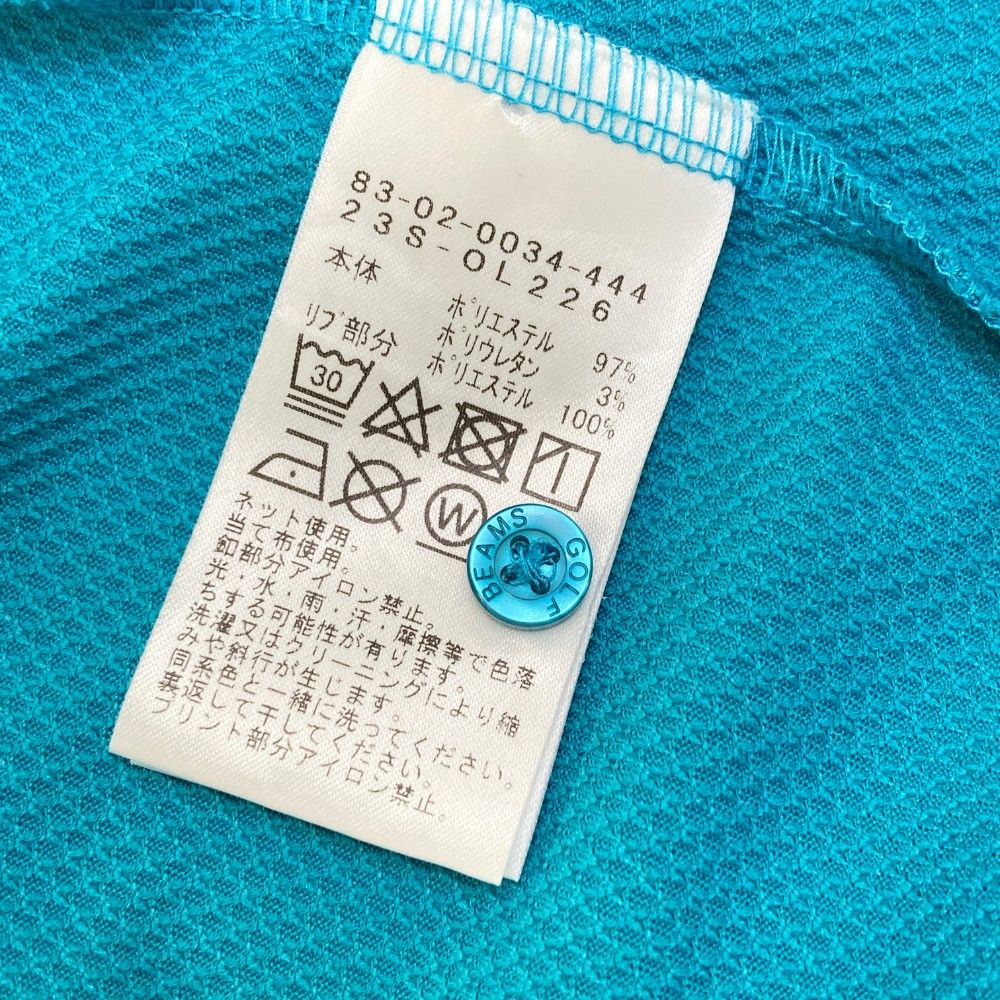 83-02-0034-444
23S-OL226
本体 ポリエステル 97%
ポリウレタン 3%
リブ部分 ポリエステル 100%
30
W
BEAMS GOLF
ネット使用。
当て布使用。
釦部分アイロン禁止。
光・水・雨・汗・摩擦等で色落
ちする可能性が有ります。
洗濯又はクリーニングにより縮
みや斜行が生じます。
同系色と一緒に洗ってください。
裏返して干してください。
プリント部分アイロン禁止。